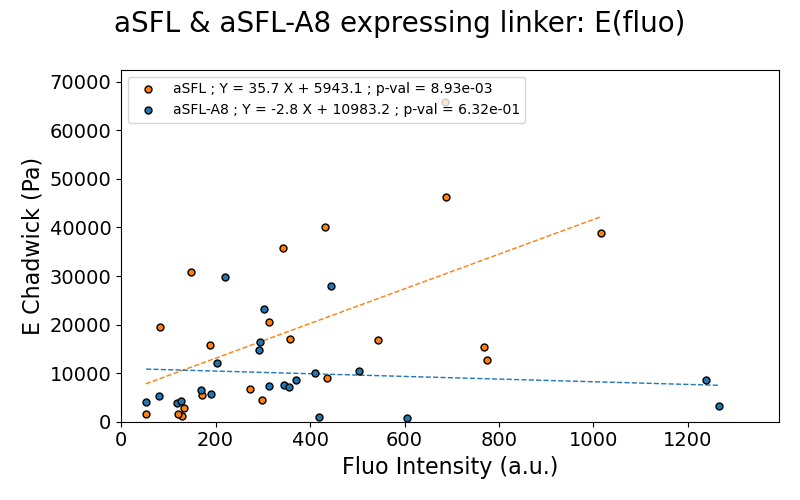 aSFL & aSFL-A8 expressing linker: E(fluo)
aSFL ; Y = 35.7 X + 5943.1 ; p-val = 8.93e-03
aSFL-A8 ; Y = -2.8 X + 10983.2 ; p-val = 6.32e-01
E Chadwick (Pa)
70000
60000
50000
40000
30000
20000
10000
0
0 200 400 600 800 1000 1200
Fluo Intensity (a.u.)